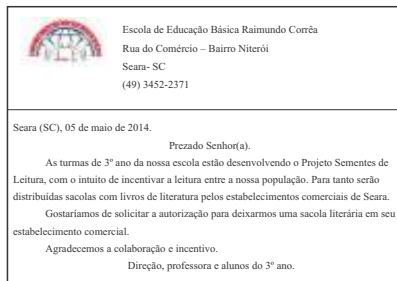 Escola de Educação Básica Raimundo Corrêa
Rua do Comércio – Bairro Niterói
Seara- SC
(49) 3452-2371
Seara (SC), 05 de maio de 2014.
Prezado Senhor(a).
As turmas de 3º ano da nossa escola estão desenvolvendo o Projeto Sementes de
Leitura, com o intuito de incentivar a leitura entre a nossa população. Para tanto serão
distribuídas sacolas com livros de literatura pelos estabelecimentos comerciais de Seara.
Gostaríamos de solicitar a autorização para deixarmos uma sacola literária em seu
estabelecimento comercial.
Agradecemos a colaboração e incentivo.
Direção, professora e alunos do 3º ano.